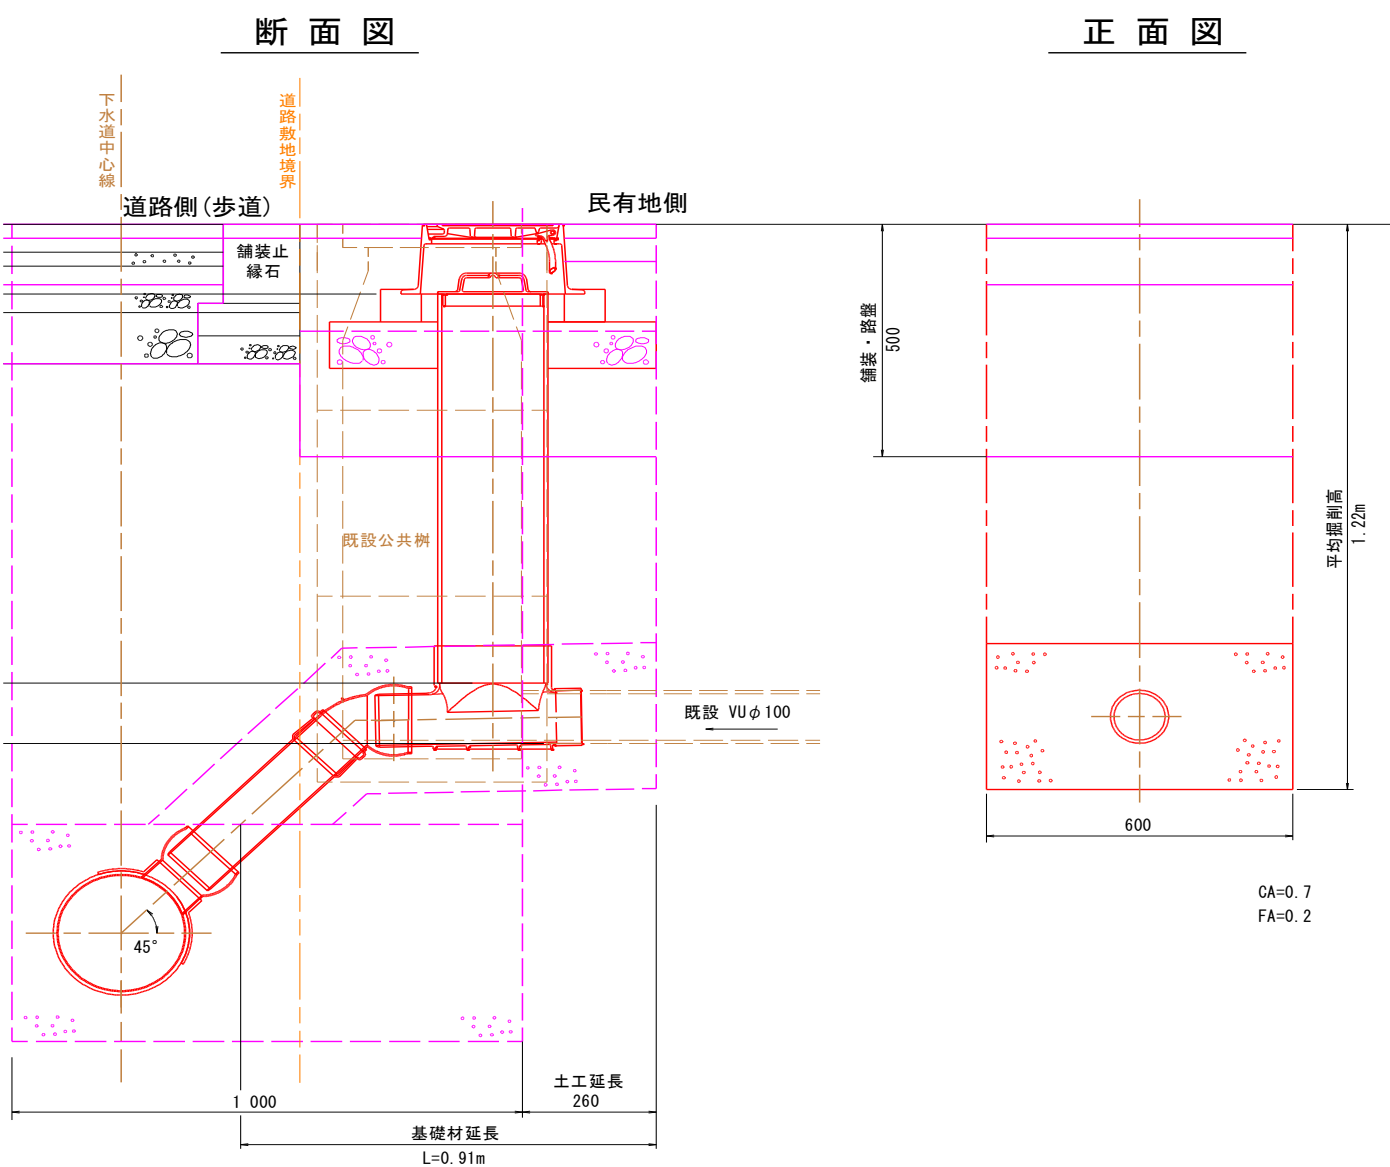 断面図
正面図
下水道中心線
道路敷地境界
道路側(歩道)
民有地側
舗装止
縁石
舗装・路盤
500
既設公共桝
平均掘削高
1.22m
既設 VUφ100
600
CA=0.7
FA=0.2
45°
土工延長
1 000
260
基礎材延長
L=0.91m